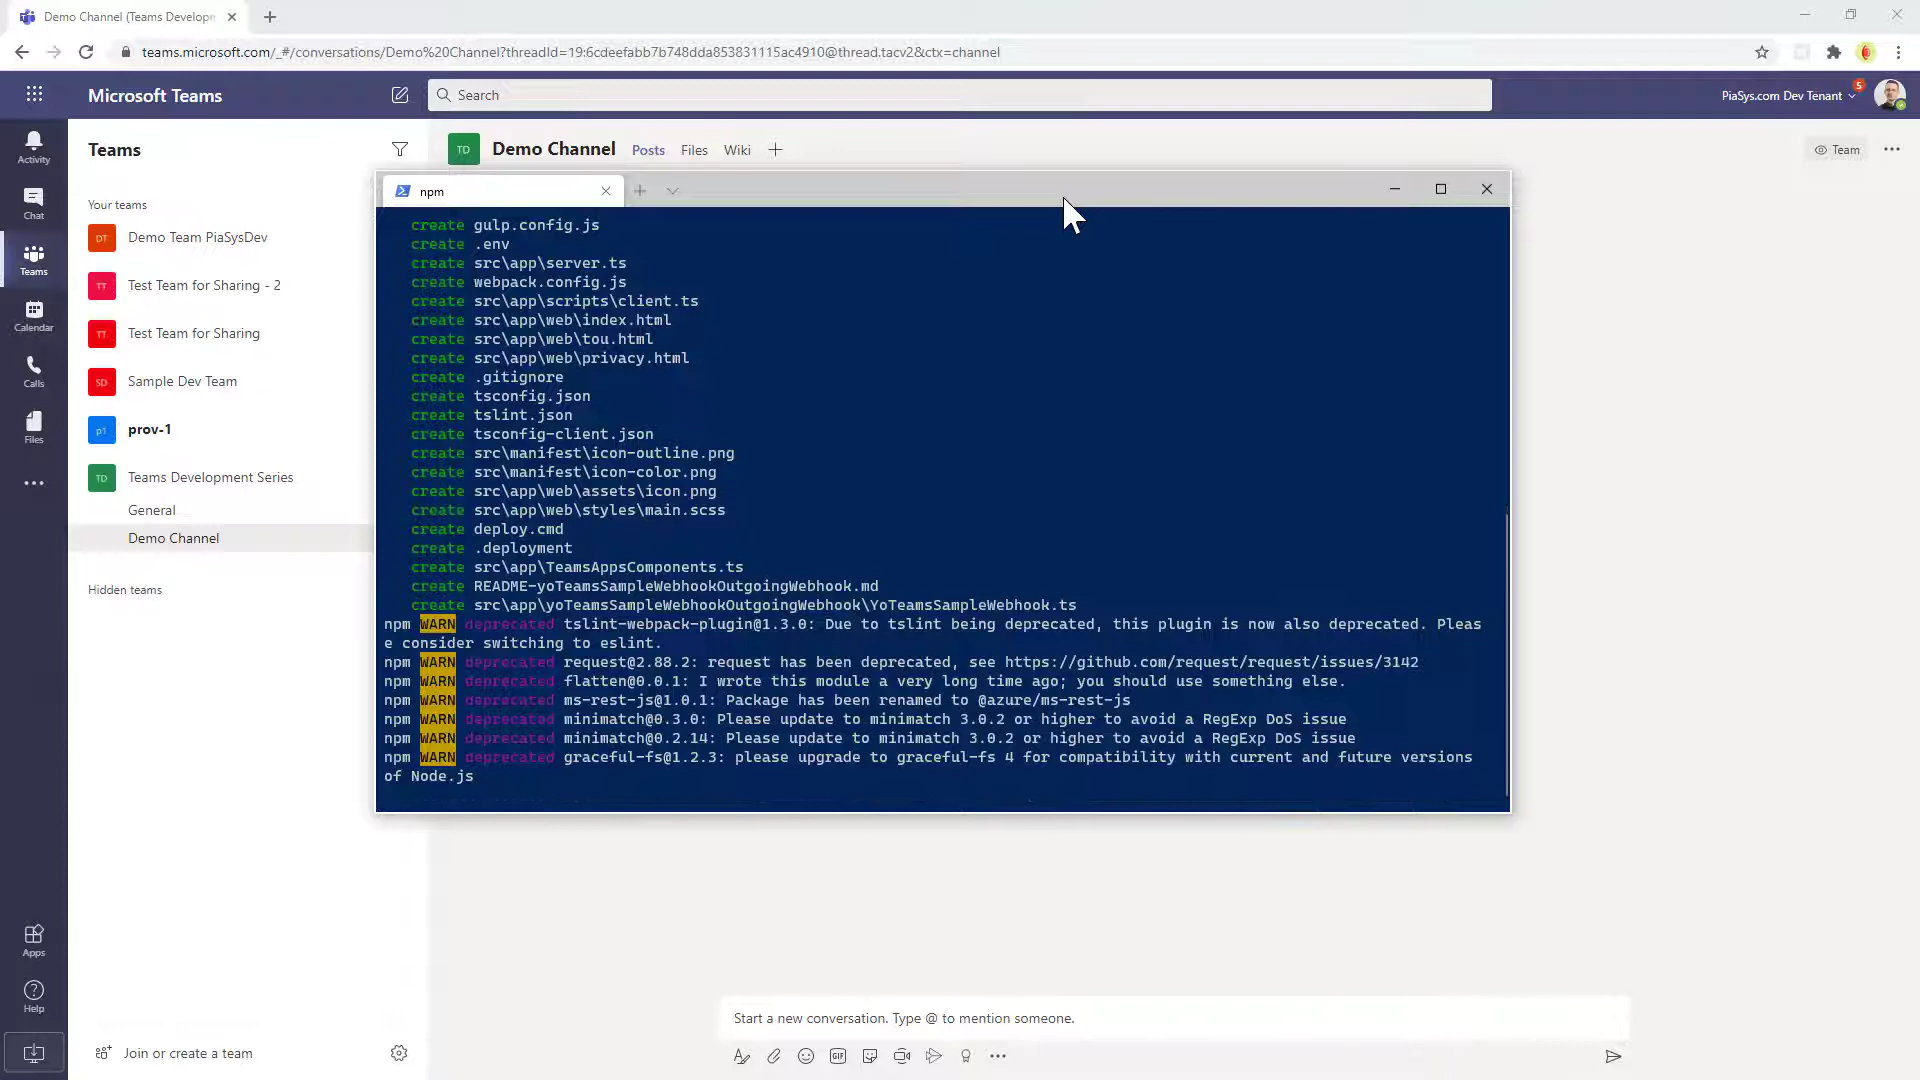 Demo Channel (Teams Develop
teams.microsoft.com/_#/conversations/Demo%20Channel?threadId=19:6cdeefabb7b748dda853831115ac4910@thread.tacv2&ctx=channel
Microsoft Teams
Search
PiaSys.com Dev Tenant
5
Activity
Chat
Teams
Calendar
Calls
Files
Apps
Help
Teams
Your teams
DT Demo Team PiaSysDev
TT Test Team for Sharing - 2
TT Test Team for Sharing
SD Sample Dev Team
p1 prov-1
TD Teams Development Series
General
Demo Channel
Hidden teams
Join or create a team
TD Demo Channel Posts Files Wiki
Team
npm
create gulp.config.js
create .env
create src\app\server.ts
create webpack.config.js
create src\app\scripts\client.ts
create src\app\web\index.html
create src\app\web\tou.html
create src\app\web\privacy.html
create .gitignore
create tsconfig.json
create tslint.json
create tsconfig-client.json
create src\manifest\icon-outline.png
create src\manifest\icon-color.png
create src\app\web\assets\icon.png
create src\app\web\styles\main.scss
create deploy.cmd
create .deployment
create src\app\TeamsAppsComponents.ts
create README-yoTeamsSampleWebhookOutgoingWebhook.md
create src\app\yoTeamsSampleWebhookOutgoingWebhook\YoTeamsSampleWebhook.ts
npm WARN deprecated tslint-webpack-plugin@1.3.0: Due to tslint being deprecated, this plugin is now also deprecated. Pleas
e consider switching to eslint.
npm WARN deprecated request@2.88.2: request has been deprecated, see https://github.com/request/request/issues/3142
npm WARN deprecated flatten@0.0.1: I wrote this module a very long time ago; you should use something else.
npm WARN deprecated ms-rest-js@1.0.1: Package has been renamed to @azure/ms-rest-js
npm WARN deprecated minimatch@0.3.0: Please update to minimatch 3.0.2 or higher to avoid a RegExp DoS issue
npm WARN deprecated minimatch@0.2.14: Please update to minimatch 3.0.2 or higher to avoid a RegExp DoS issue
npm WARN deprecated graceful-fs@1.2.3: please upgrade to graceful-fs 4 for compatibility with current and future versions
of Node.js
Start a new conversation. Type @ to mention someone.
GIF